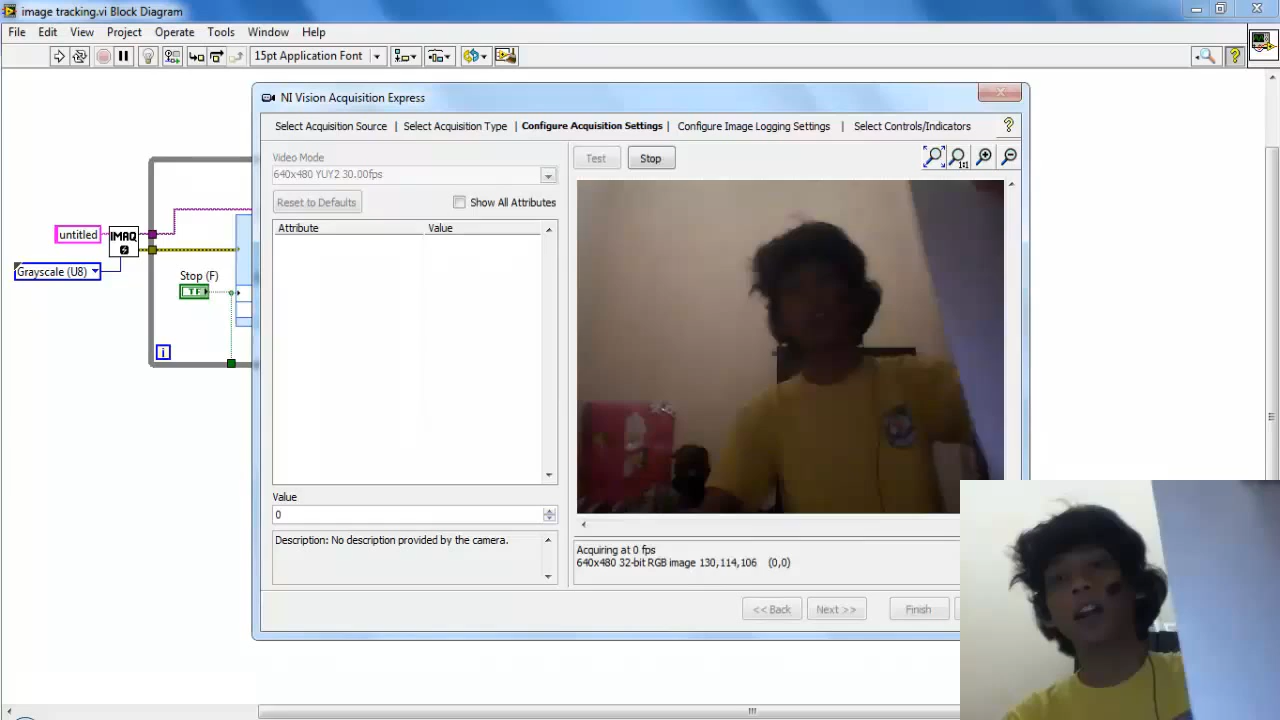 image tracking.vi Block Diagram
File Edit View Project Operate Tools Window Help
15pt Application Font
NI Vision Acquisition Express
Select Acquisition Source | Select Acquisition Type | Configure Acquisition Settings | Configure Image Logging Settings | Select Controls/Indicators
Video Mode
640x480 YUY2 30.00fps
Test
Stop
Reset to Defaults
Show All Attributes
Attribute Value
untitled
IMAQ
Grayscale (U8)
Stop (F)
TF
i
Value
0
Description: No description provided by the camera.
Acquiring at 0 fps
640x480 32-bit RGB image 130,114,106 (0,0)
<< Back
Next >>
Finish